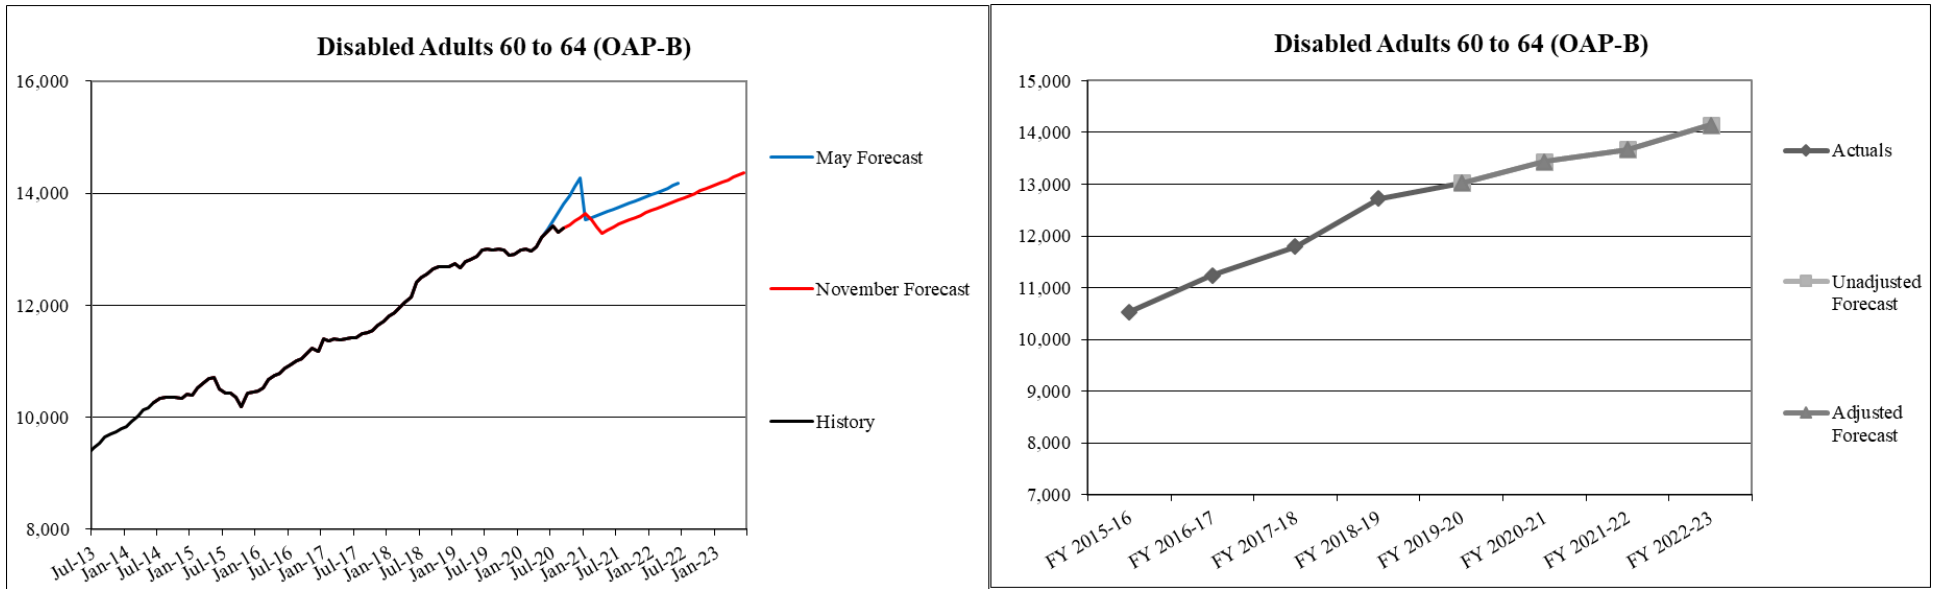 Disabled Adults 60 to 64 (OAP-B)
16,000
14,000
12,000
10,000
8,000
Jul-13
Jan-14
Jul-14
Jan-15
Jul-15
Jan-16
Jul-16
Jan-17
Jul-17
Jan-18
Jul-18
Jan-19
Jul-19
Jan-20
Jul-20
Jan-21
Jul-21
Jan-22
Jul-22
Jan-23
May Forecast
November Forecast
History
Disabled Adults 60 to 64 (OAP-B)
15,000
14,000
13,000
12,000
11,000
10,000
9,000
8,000
7,000
FY 2015-16
FY 2016-17
FY 2017-18
FY 2018-19
FY 2019-20
FY 2020-21
FY 2021-22
FY 2022-23
Actuals
Unadjusted
Forecast
Adjusted
Forecast